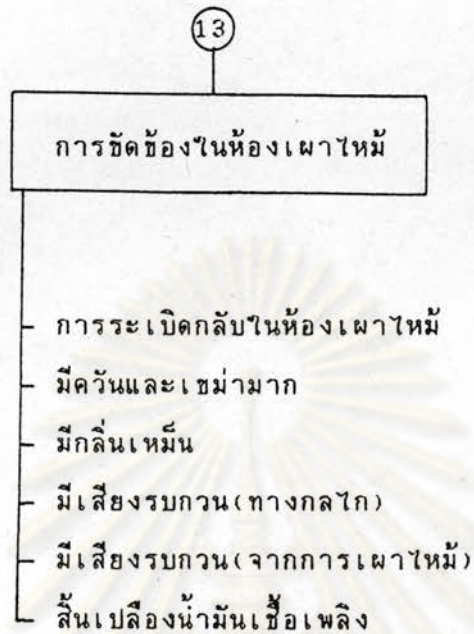 13
การขัดข้องในห้องเผาไหม้
การระเบิดกลับในห้องเผาไหม้
มีควันและเขม่ามาก
มีกลิ่นเหม็น
มีเสียงรบกวน(ทางกลไก)
มีเสียงรบกวน(จากการเผาไหม้)
สิ้นเปลืองน้ำมันเชื้อเพลิง